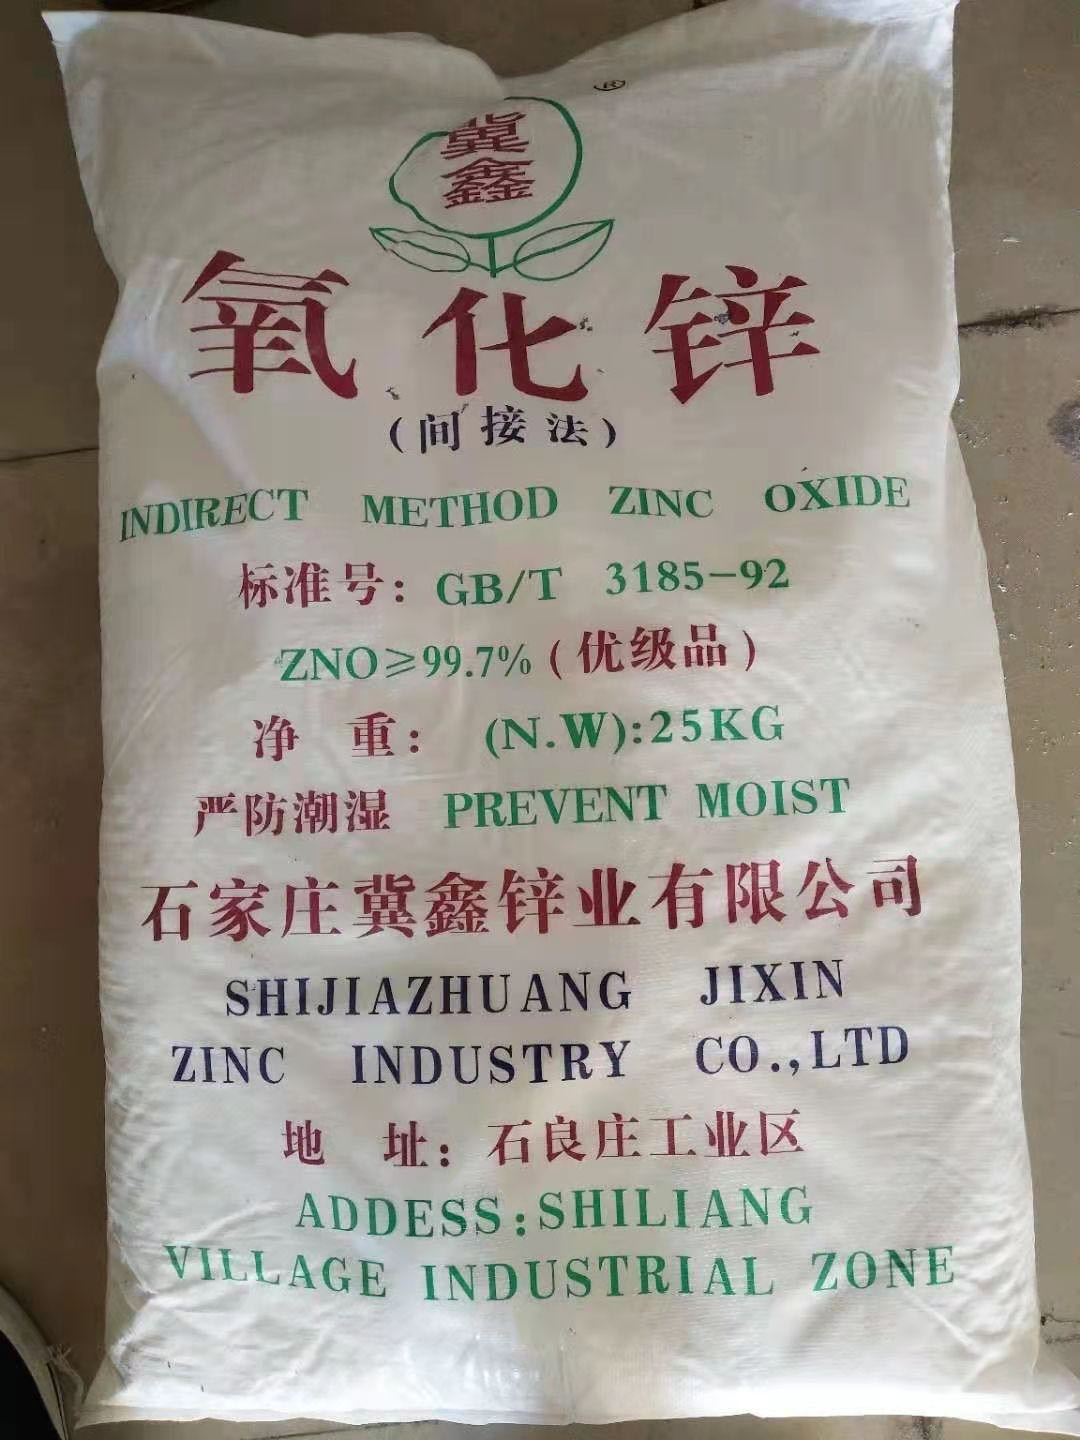 ®
冀鑫
氧化锌
(间接法)
INDIRECT METHOD ZINC OXIDE
标准号: GB/T 3185-92
ZNO≥99.7% (优级品)
净 重: (N.W):25KG
严防潮湿 PREVENT MOIST
石家庄冀鑫锌业有限公司
SHIJIAZHUANG JIXIN
ZINC INDUSTRY CO.,LTD
地 址: 石良庄工业区
ADDESS:SHILIANG
VILLAGE INDUSTRIAL ZONE